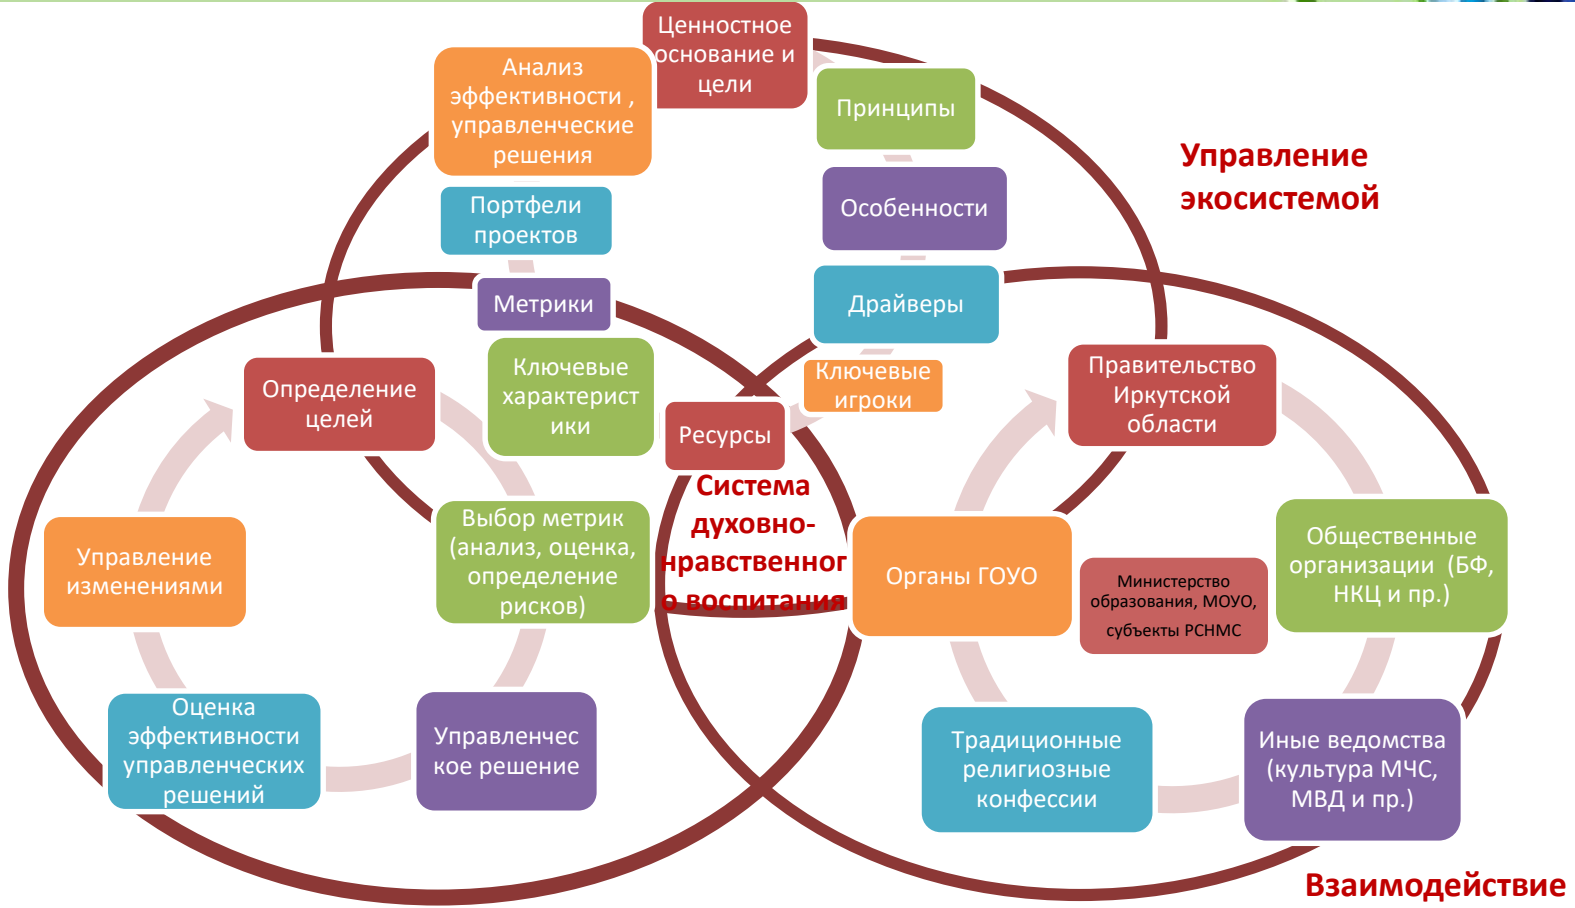 Ценностное
основание и
цели
Анализ
эффективности ,
управленческие
решения
Принципы
Управление
экосистемой
Портфели
проектов
Особенности
Метрики
Драйверы
Ключевые
характерист
ики
Ключевые
игроки
Ресурсы
Определение
целей
Правительство
Иркутской
области
Система
духовно-
нравственног
о воспитания
Управление
изменениями
Выбор метрик
(анализ, оценка,
определение
рисков)
Органы ГОУО
Министерство
образования, МОУО,
субъекты РСНМС
Общественные
организации (БФ,
НКЦ и пр.)
Оценка
эффективности
управленческих
решений
Управленчес
кое решение
Традиционные
религиозные
конфессии
Иные ведомства
(культура МЧС,
МВД и пр.)
Взаимодействие